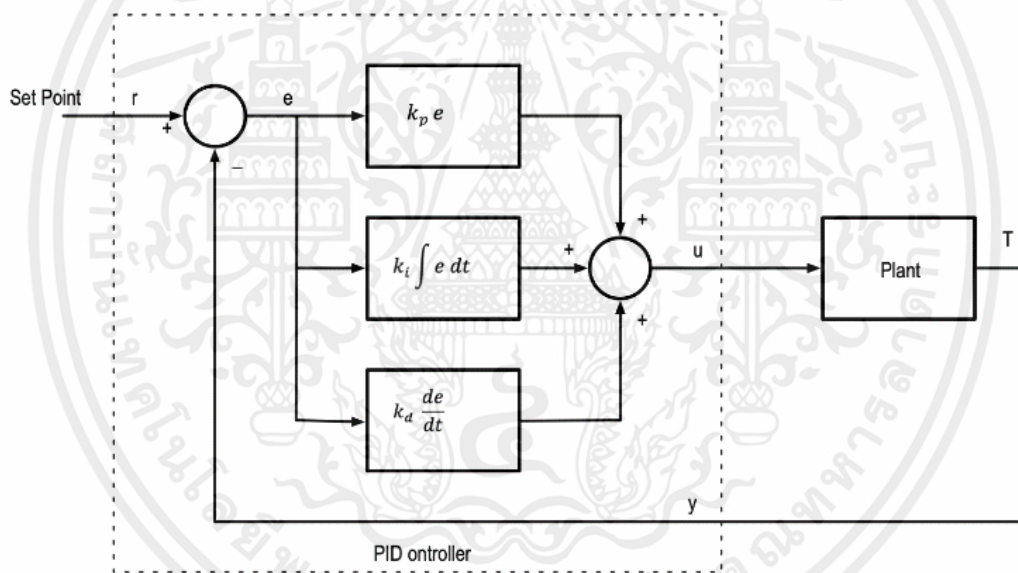 Set Point
r
e
+
−
k_p e
k_i ∫ e dt
k_d de/dt
+
+
+
u
Plant
T
y
PID ontroller